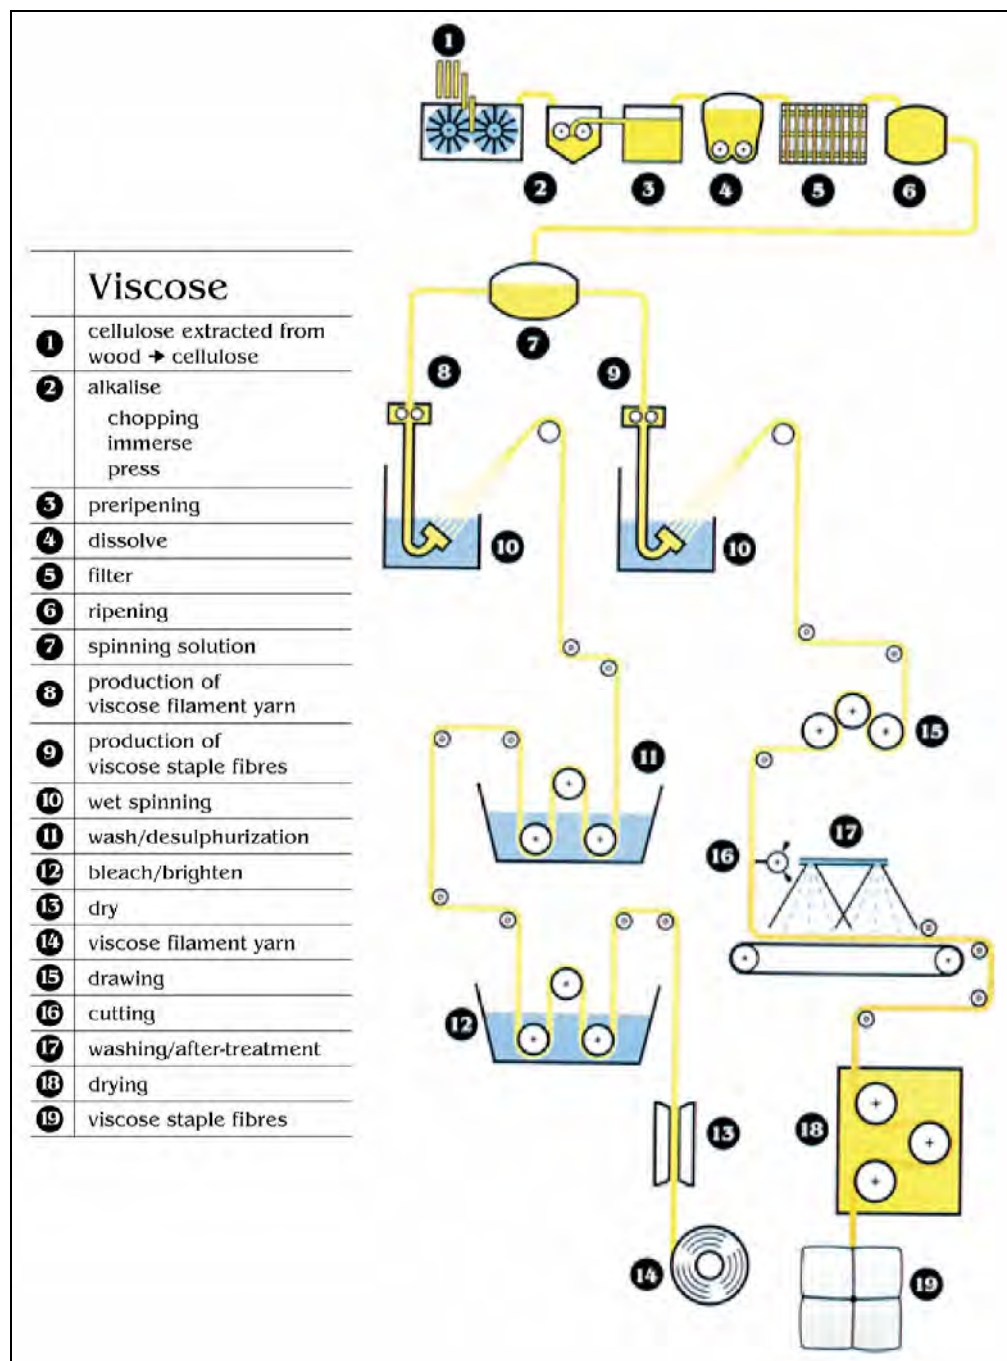 1
2
3
4
5
6
7
8
9
10
10
11
12
13
14
15
16
17
18
19
Viscose
1 cellulose extracted from
wood → cellulose
2 alkalise
chopping
immerse
press
3 preripening
4 dissolve
5 filter
6 ripening
7 spinning solution
8 production of
viscose filament yarn
9 production of
viscose staple fibres
10 wet spinning
11 wash/desulphurization
12 bleach/brighten
13 dry
14 viscose filament yarn
15 drawing
16 cutting
17 washing/after-treatment
18 drying
19 viscose staple fibres